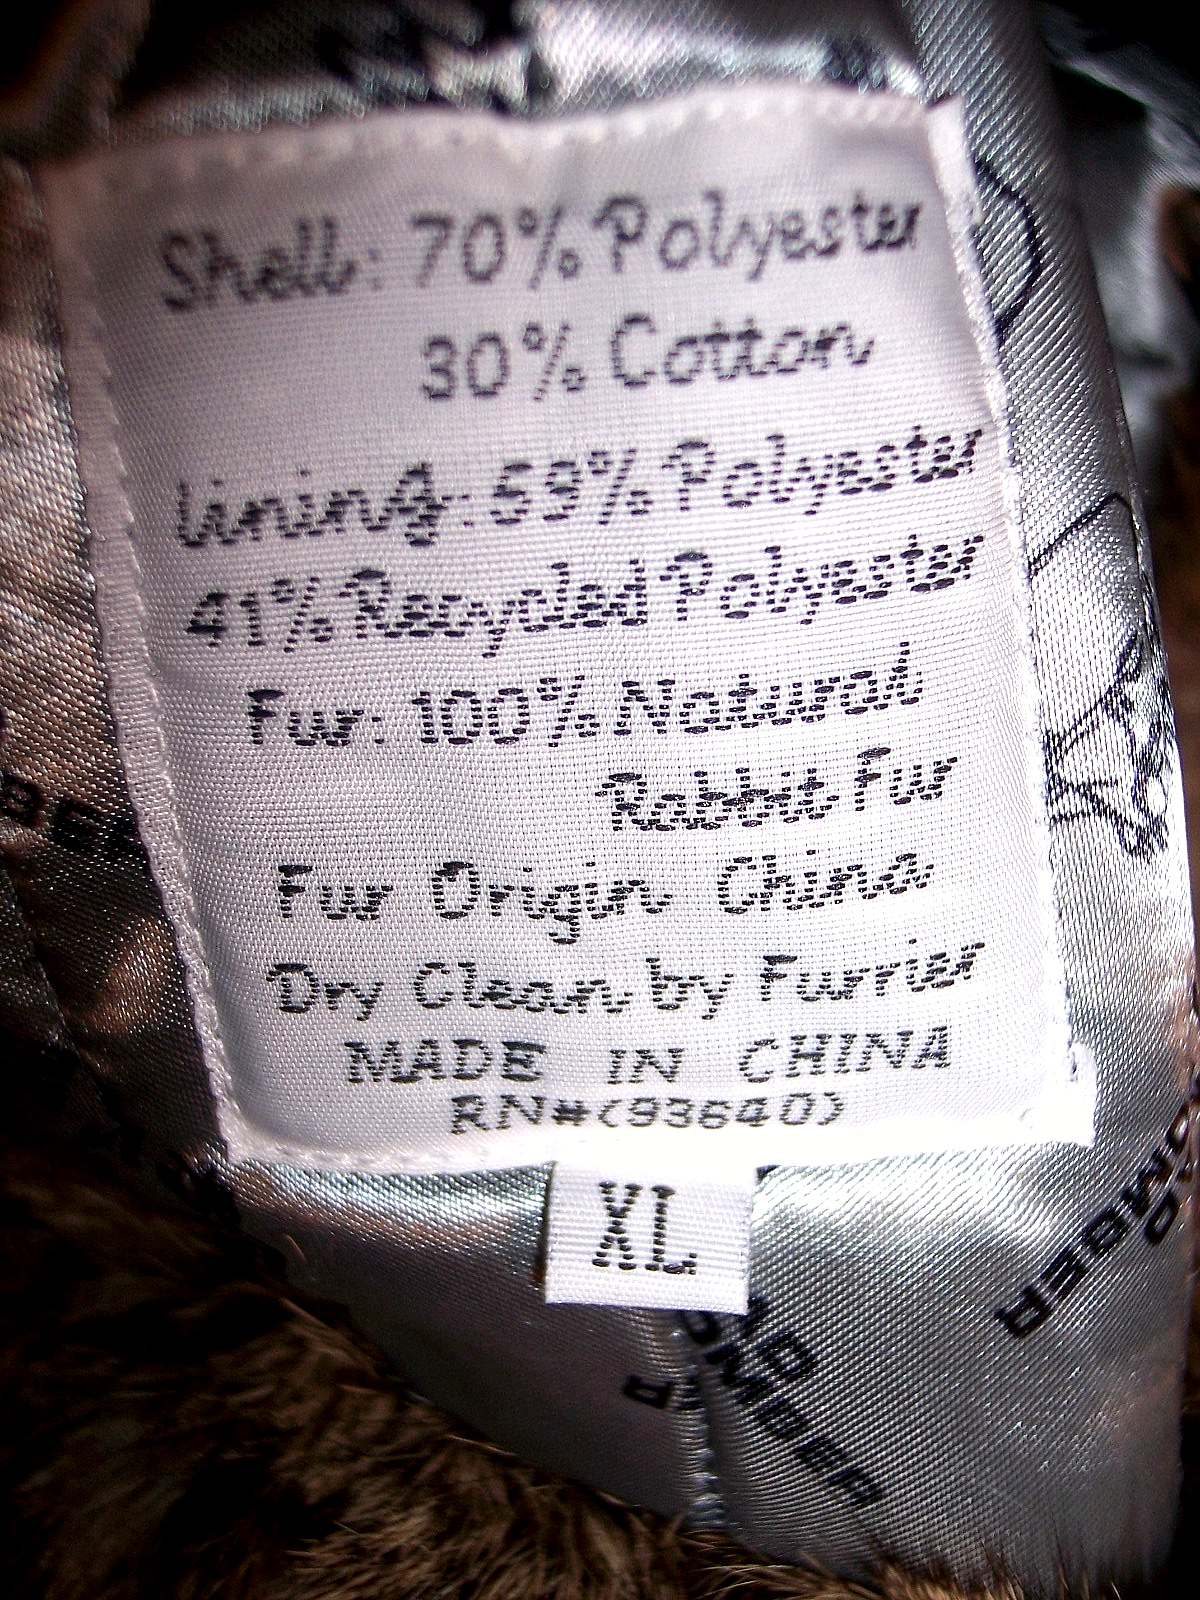 Shell: 70% Polyester
30% Cotton
lining: 59% Polyester
41% Recycled Polyester
Fur: 100% Natural
Rabbit Fur
Fur Origin China
Dry Clean by Furrier
MADE IN CHINA
RN#(93640)
XL